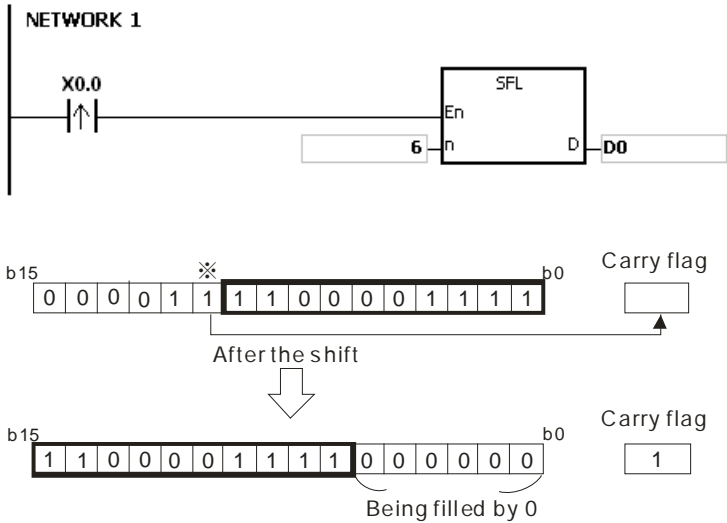 NETWORK 1
X0.0
SFL
En
6 n D D0
※
b15 b0 Carry flag
0 0 0 0 1 1 1 1 0 0 0 0 1 1 1 1
After the shift
b15 b0 Carry flag
1 1 0 0 0 0 1 1 1 1 0 0 0 0 0 0 1
Being filled by 0